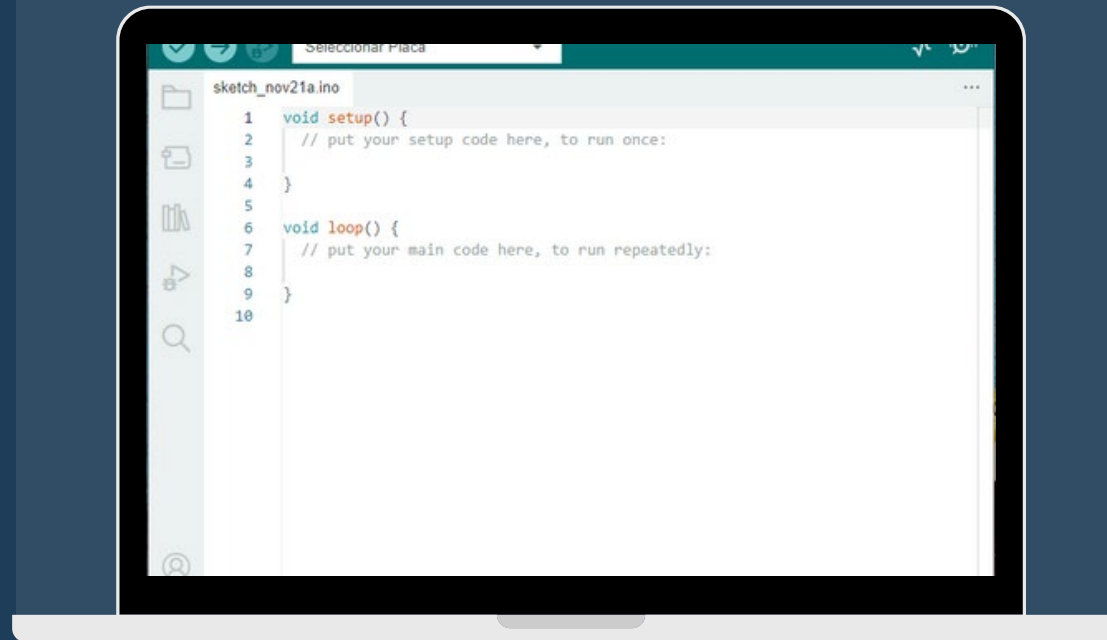 Seleccionar Placa
sketch_nov21a.ino
1 void setup() {
2 // put your setup code here, to run once:
3
4 }
5
6 void loop() {
7 // put your main code here, to run repeatedly:
8
9 }
10